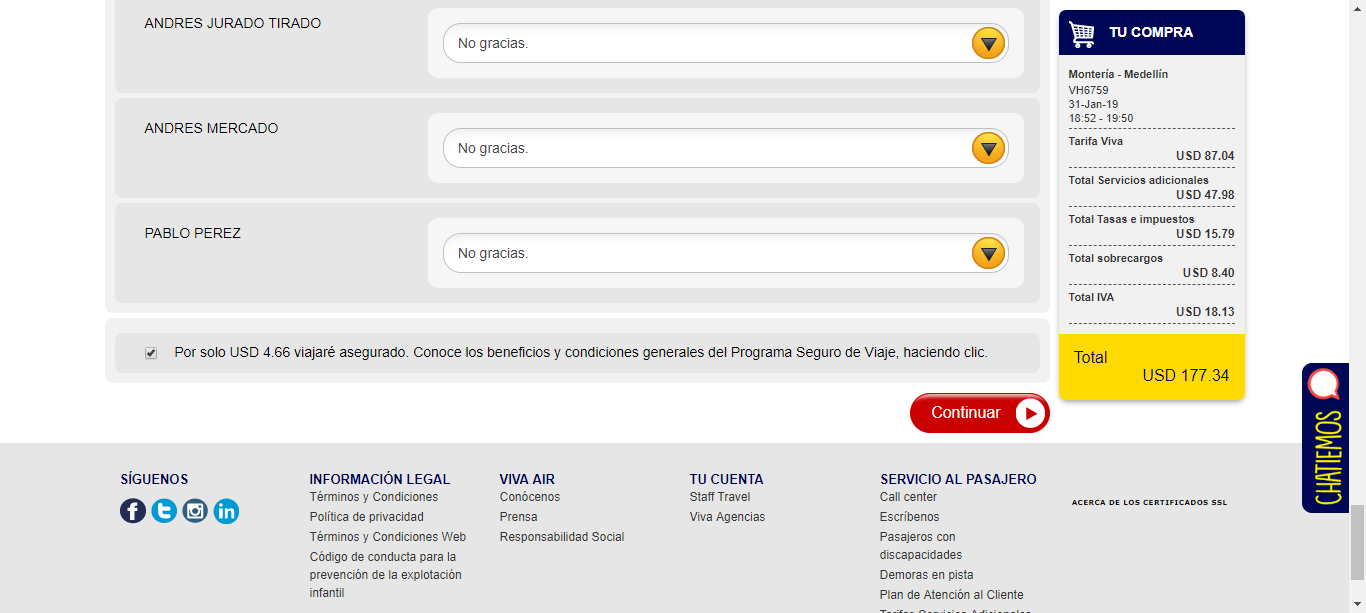 ANDRES JURADO TIRADO
No gracias.
ANDRES MERCADO
No gracias.
PABLO PEREZ
No gracias.
Por solo USD 4.66 viajaré asegurado. Conoce los beneficios y condiciones generales del Programa Seguro de Viaje, haciendo clic.
Continuar
TU COMPRA
Montería - Medellín
VH6759
31-Jan-19
18:52 - 19:50
Tarifa Viva
USD 87.04
Total Servicios adicionales
USD 47.98
Total Tasas e impuestos
USD 15.79
Total sobrecargos
USD 8.40
Total IVA
USD 18.13
Total
USD 177.34
CHATIEMOS
SÍGUENOS
INFORMACIÓN LEGAL
Términos y Condiciones
Política de privacidad
Términos y Condiciones Web
Código de conducta para la
prevención de la explotación
infantil
VIVA AIR
Conócenos
Prensa
Responsabilidad Social
TU CUENTA
Staff Travel
Viva Agencias
SERVICIO AL PASAJERO
Call center
Escríbenos
Pasajeros con
discapacidades
Demoras en pista
Plan de Atención al Cliente
Tarifas Servicios Adicionales
ACERCA DE LOS CERTIFICADOS SSL